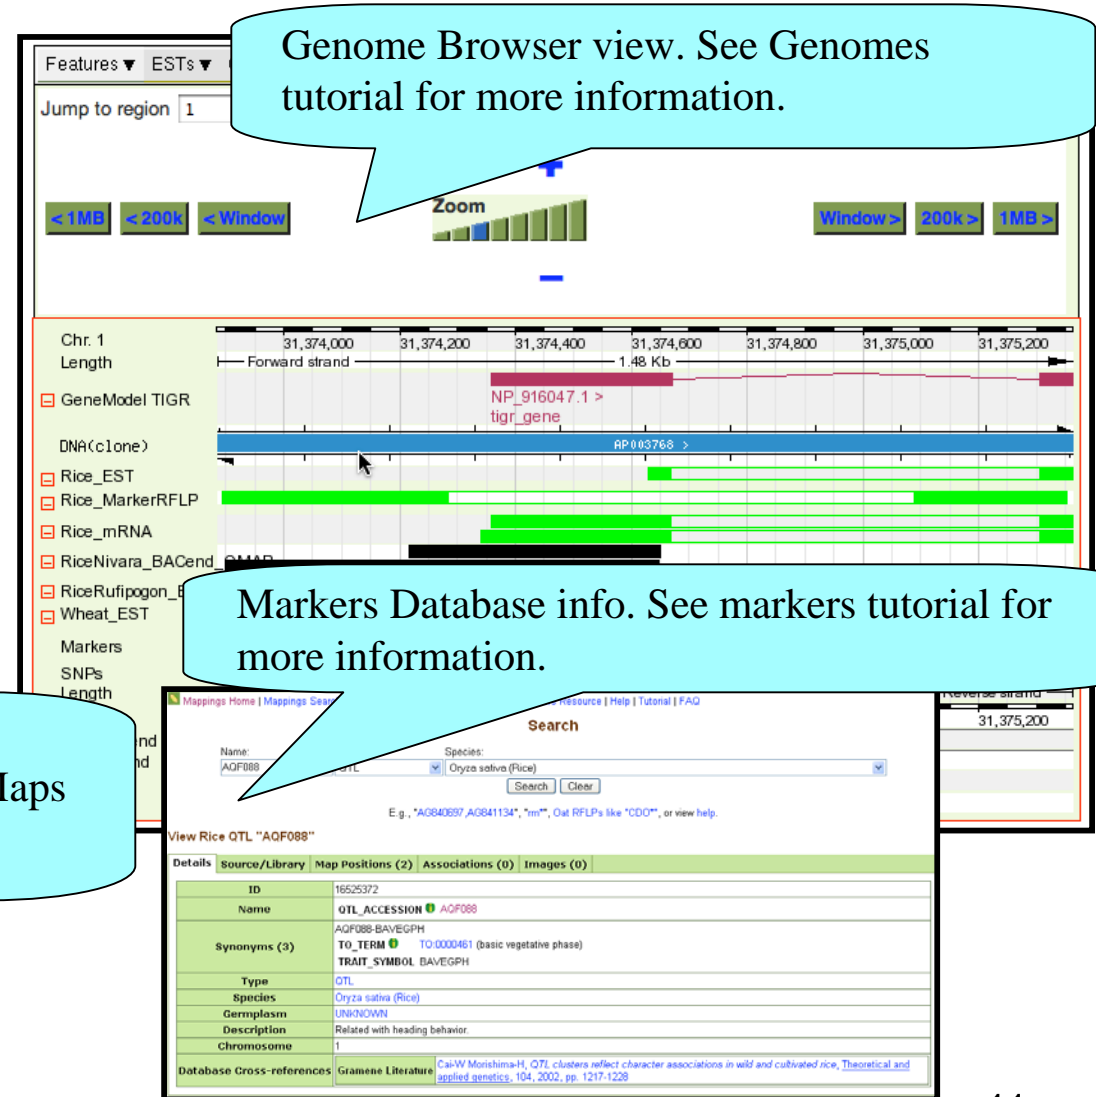 Genome Browser view. See Genomes
tutorial for more information.
Features ▼ ESTs ▼
Jump to region 1
+
< 1MB < 200k < Window Zoom Window > 200k > 1MB >
–
Chr. 1 31,374,000 31,374,200 31,374,400 31,374,600 31,374,800 31,375,000 31,375,200
Length Forward strand 1.48 Kb
GeneModel TIGR NP_916047.1 >
tigr_gene
DNA(clone) AP003768 >
Rice_EST
Rice_MarkerRFLP
Rice_mRNA
RiceNivara_BACend_OMAP
RiceRufipogon_
Wheat_EST
Markers Database info. See markers tutorial for
more information.
Markers
SNPs
Length Reverse strand
31,375,200
Maps
Mappings Home | Mappings Resource | Help | Tutorial | FAQ
Search
Name: Species:
AQF088 QTL Oryza sativa (Rice)
Search Clear
E.g., "AG840697,AG841134", "rm*", Oat RFLPs like "CDO*", or view help.
View Rice QTL "AQF088"
Details Source/Library Map Positions (2) Associations (0) Images (0)
ID 16525372
Name QTL_ACCESSION AQF088
Synonyms (3) AQF088-BAVEGPH
TO_TERM TO:0000461 (basic vegetative phase)
TRAIT_SYMBOL BAVEGPH
Type QTL
Species Oryza sativa (Rice)
Germplasm UNKNOWN
Description Related with heading behavior.
Chromosome 1
Database Cross-references Gramene Literature Cai-W Morishima-H, QTL clusters reflect character associations in wild and cultivated rice, Theoretical and
applied genetics, 104, 2002, pp. 1217-1228